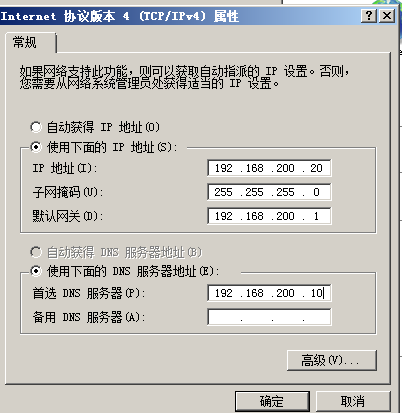 Internet 协议版本 4 (TCP/IPv4) 属性
常规
如果网络支持此功能，则可以获取自动指派的 IP 设置。否则，
您需要从网络系统管理员处获得适当的 IP 设置。
自动获得 IP 地址(O)
使用下面的 IP 地址(S):
IP 地址(I): 192 .168 .200 . 20
子网掩码(U): 255 .255 .255 . 0
默认网关(D): 192 .168 .200 . 1
自动获得 DNS 服务器地址(B)
使用下面的 DNS 服务器地址(E):
首选 DNS 服务器(P): 192 .168 .200 . 10
备用 DNS 服务器(A): . . .
高级(V)...
确定 取消